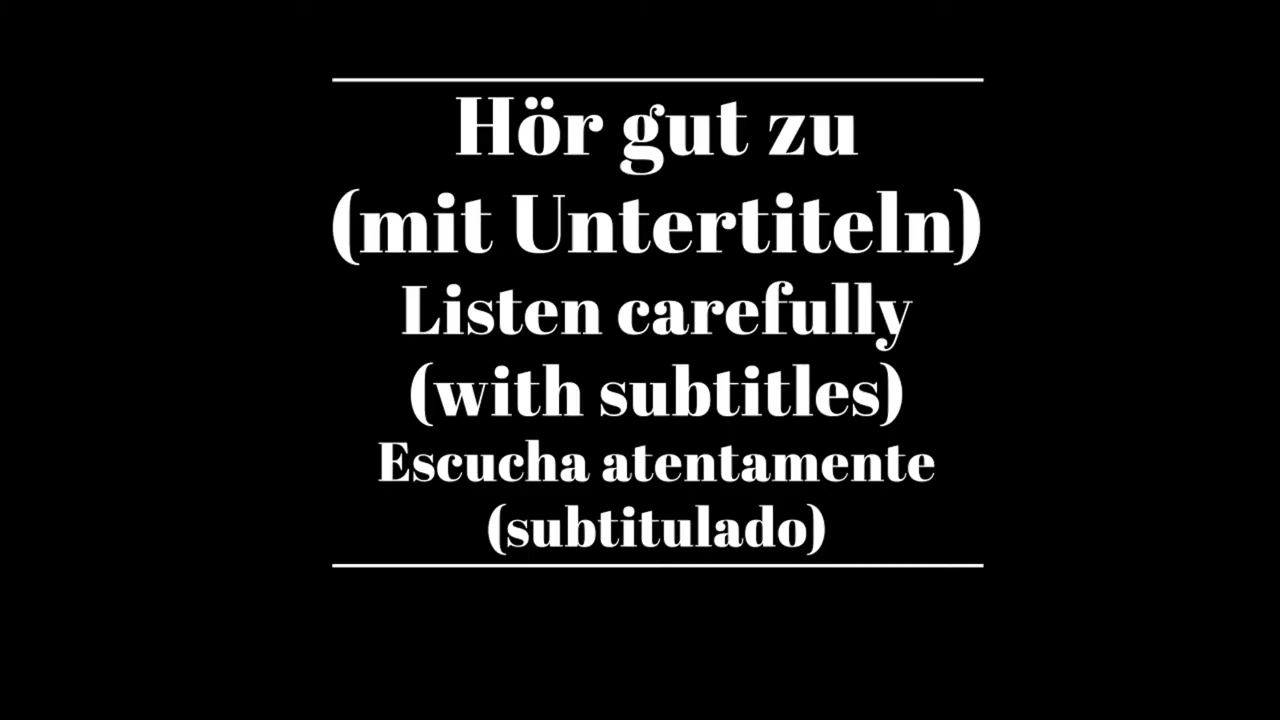 Hör gut zu
(mit Untertiteln)
Listen carefully
(with subtitles)
Escucha atentamente
(subtitulado)